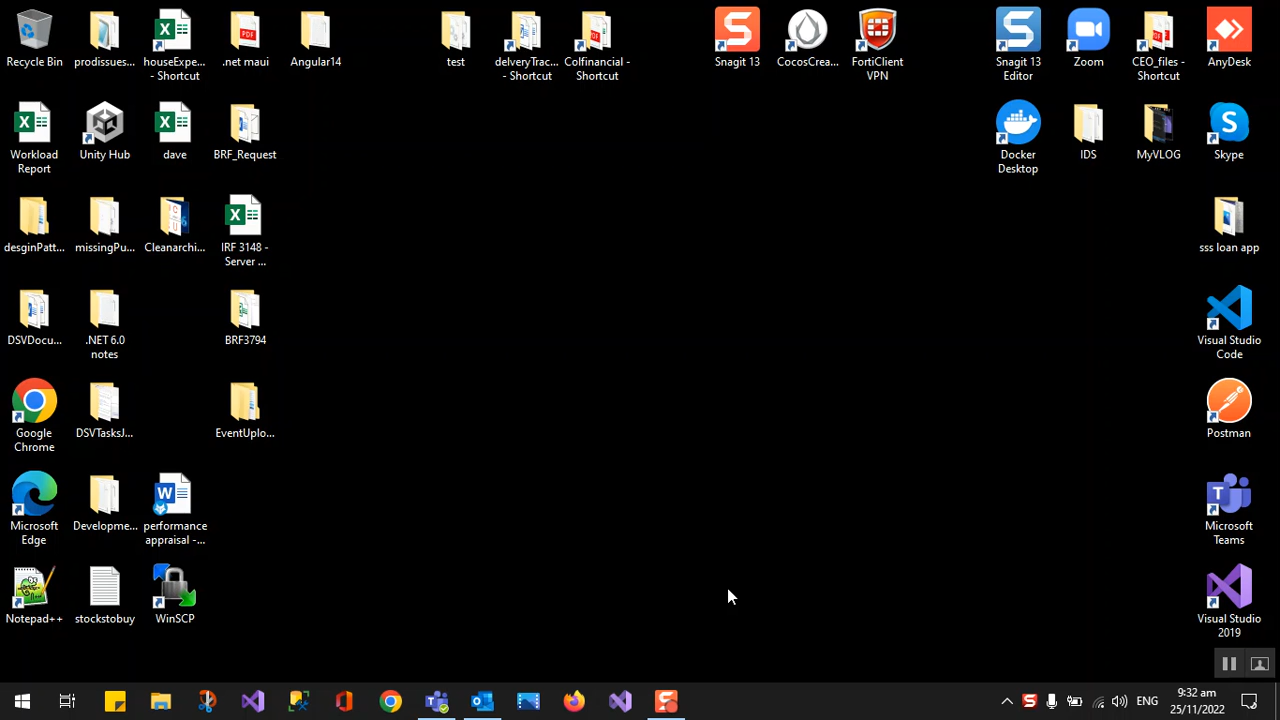 Recycle Bin
prodissues...
houseExpe... - Shortcut
.net maui
Angular14
test
delveryTrac... - Shortcut
Colfinancial - Shortcut
Snagit 13
CocosCrea...
FortiClient VPN
Snagit 13 Editor
Zoom
CEO_files - Shortcut
AnyDesk
Workload Report
Unity Hub
dave
BRF_Request
Docker Desktop
IDS
MyVLOG
Skype
desginPatt...
missingPu...
Cleanarchi...
IRF 3148 - Server ...
sss loan app
DSVDocu...
.NET 6.0 notes
BRF3794
Visual Studio Code
Google Chrome
DSVTasksJ...
EventUplo...
Postman
Microsoft Edge
Developme...
performance appraisal -...
Microsoft Teams
Notepad++
stockstobuy
WinSCP
Visual Studio 2019
ENG
9:32 am
25/11/2022